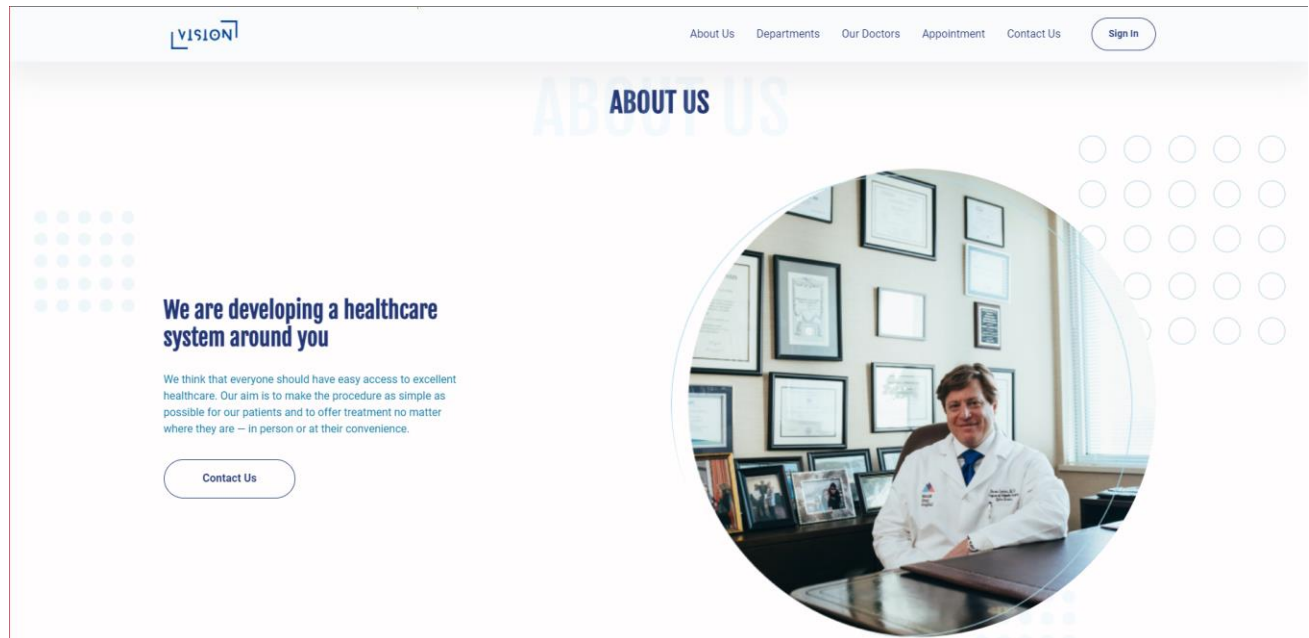 VISION
About Us Departments Our Doctors Appointment Contact Us Sign In
ABOUT US
ABOUT US
We are developing a healthcare
system around you
We think that everyone should have easy access to excellent
healthcare. Our aim is to make the procedure as simple as
possible for our patients and to offer treatment no matter
where they are — in person or at their convenience.
Contact Us